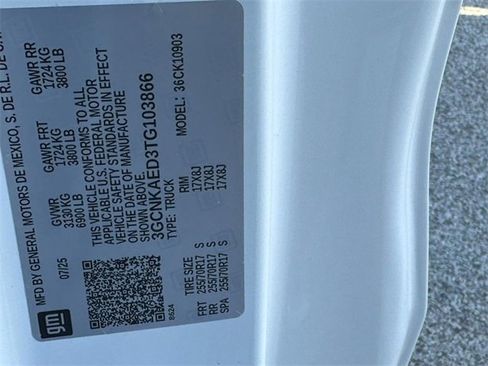 MFD BY GENERAL MOTORS DE MEXICO, S. DE R.L. DE C.V.
07/25
GVWR GAWR FRT GAWR RR
3130 KG 1724 KG 1724 KG
6900 LB 3800 LB 3800 LB
THIS VEHICLE CONFORMS TO ALL
APPLICABLE U.S. FEDERAL MOTOR
VEHICLE SAFETY STANDARDS IN EFFECT
ON THE DATE OF MANUFACTURE
SHOWN ABOVE.
3GCNKAED3TG103866
TYPE: TRUCK 36CK10903
TIRE SIZE RIM
FRT 255/70R17 S 17X8J
RR 255/70R17 S 17X8J
SPA 255/70R17 S 17X8J
gm
8624